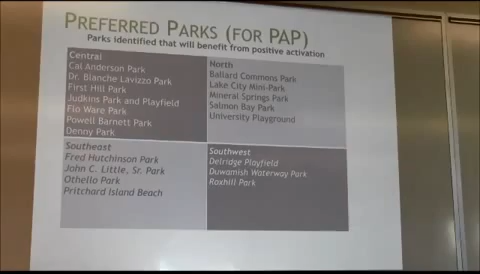 PREFERRED PARKS (FOR PAP)
Parks identified that will benefit from positive activation
Central
Cal Anderson Park
Dr. Blanche Lavizzo Park
First Hill Park
Judkins Park and Playfield
Flo Ware Park
Powell Barnett Park
Denny Park
North
Ballard Commons Park
Lake City Mini-Park
Mineral Springs Park
Salmon Bay Park
University Playground
Southeast
Fred Hutchinson Park
John C. Little, Sr. Park
Othello Park
Pritchard Island Beach
Southwest
Delridge Playfield
Duwamish Waterway Park
Roxhill Park